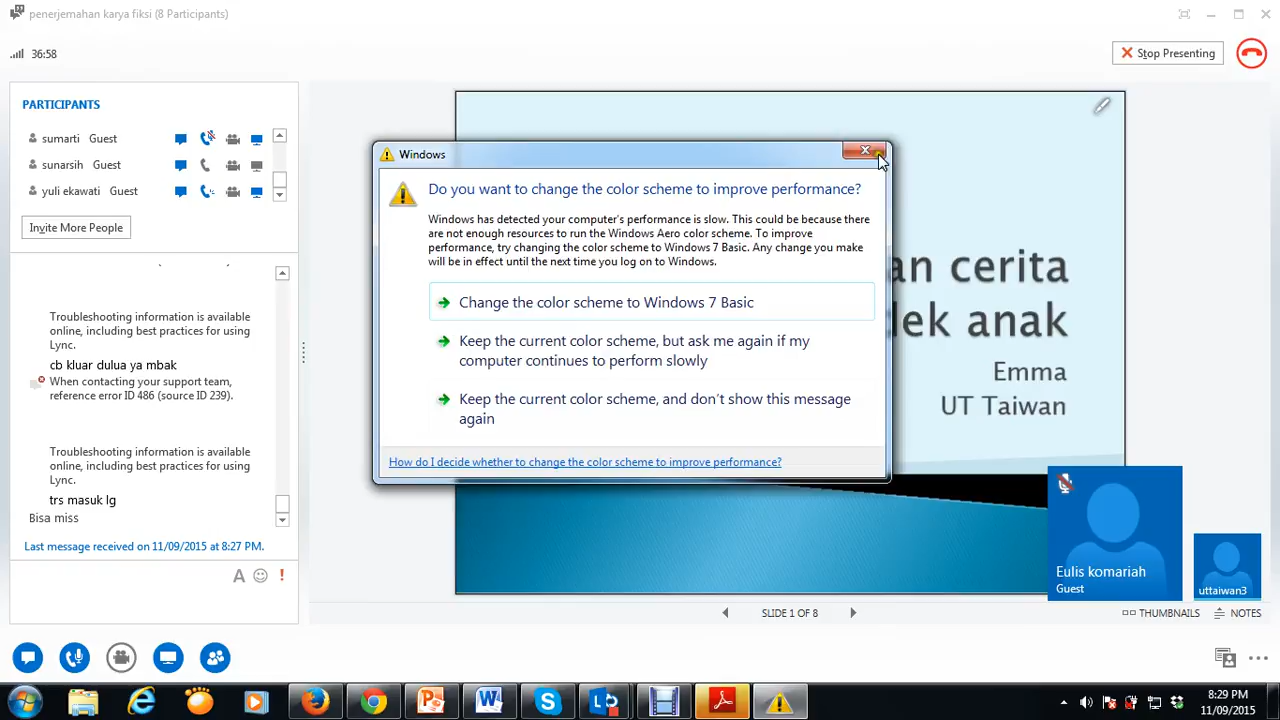 penerjemahan karya fiksi (8 Participants)
36:58
Stop Presenting
PARTICIPANTS
sumarti Guest
sunarsih Guest
yuli ekawati Guest
Invite More People
Troubleshooting information is available
online, including best practices for using
Lync.
cb kluar dulua ya mbak
When contacting your support team,
reference error ID 486 (source ID 239).
Troubleshooting information is available
online, including best practices for using
Lync.
trs masuk lg
Bisa miss
Last message received on 11/09/2015 at 8:27 PM.
Windows
Do you want to change the color scheme to improve performance?
Windows has detected your computer's performance is slow. This could be because there
are not enough resources to run the Windows Aero color scheme. To improve
performance, try changing the color scheme to Windows 7 Basic. Any change you make
will be in effect until the next time you log on to Windows.
Change the color scheme to Windows 7 Basic
Keep the current color scheme, but ask me again if my
computer continues to perform slowly
Keep the current color scheme, and don't show this message
again
How do I decide whether to change the color scheme to improve performance?
an cerita
ek anak
Emma
UT Taiwan
Eulis komariah
Guest
uttaiwan3
SLIDE 1 OF 8
THUMBNAILS
NOTES
8:29 PM
11/09/2015